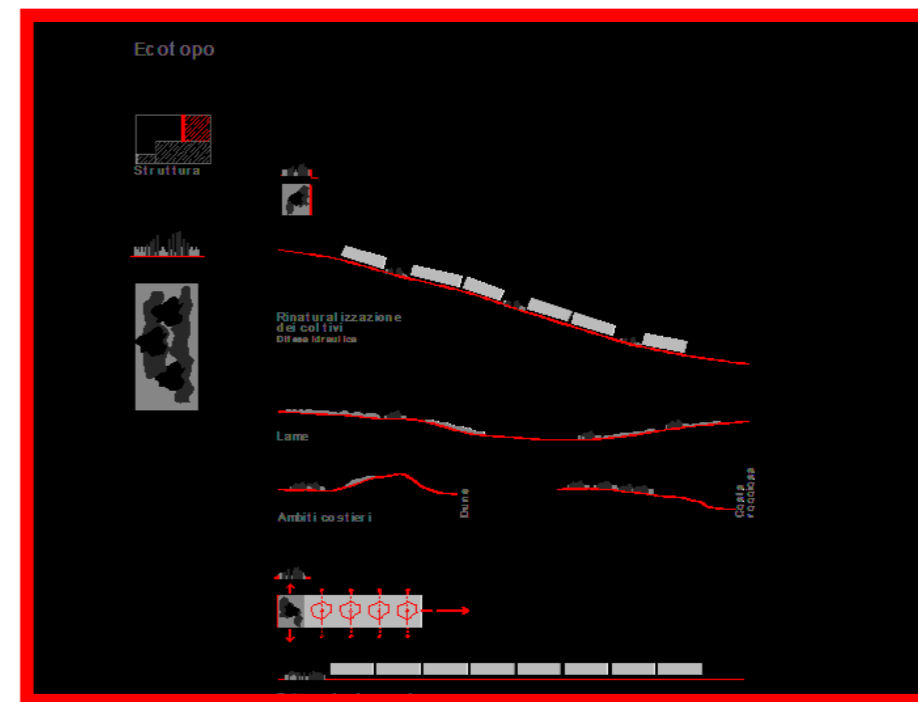 Ecotopo
Struttura
Rinaturalizzazione
dei coltivi
Difesa idraulica
Lame
Ambiti costieri
Dune
Costa
rocciosa